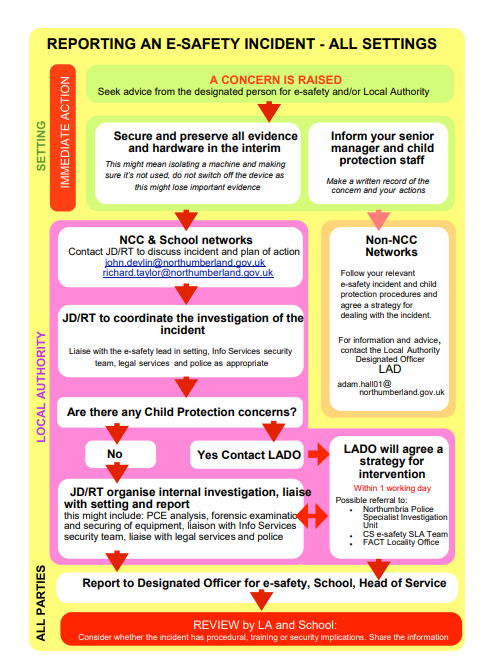 REPORTING AN E-SAFETY INCIDENT - ALL SETTINGS
SETTING
IMMEDIATE ACTION
A CONCERN IS RAISED
Seek advice from the designated person for e-safety and/or Local Authority
Secure and preserve all evidence
and hardware in the interim
This might mean isolating a machine and making
sure it's not used, do not switch off the device as
this might lose important evidence
Inform your senior
manager and child
protection staff
Make a written record of the
concern and your actions
LOCAL AUTHORITY
NCC & School networks
Contact JD/RT to discuss incident and plan of action
john.devlin@northumberland.gov.uk
richard.taylor@northumberland.gov.uk
Non-NCC
Networks
Follow your relevant
e-safety incident and child
protection procedures and
agree a strategy for
dealing with the incident.
For information and advice,
contact the Local Authority
Designated Officer
LAD
adam.hall01@
northumberland.gov.uk
JD/RT to coordinate the investigation of the
incident
Liaise with the e-safety lead in setting, Info Services security
team, legal services and police as appropriate
Are there any Child Protection concerns?
No
Yes Contact LADO
LADO will agree a
strategy for
intervention
Within 1 working day
Possible referral to:
• Northumbria Police
Specialist Investigation
Unit
• CS e-safety SLA Team
• FACT Locality Office
JD/RT organise internal investigation, liaise
with setting and report
this might include: PCE analysis, forensic examinatio
and securing of equipment, liaison with Info Services
security team, liaise with legal services and police
ALL PARTIES
Report to Designated Officer for e-safety, School, Head of Service
REVIEW by LA and School:
Consider whether the incident has procedural, training or security implications. Share the information